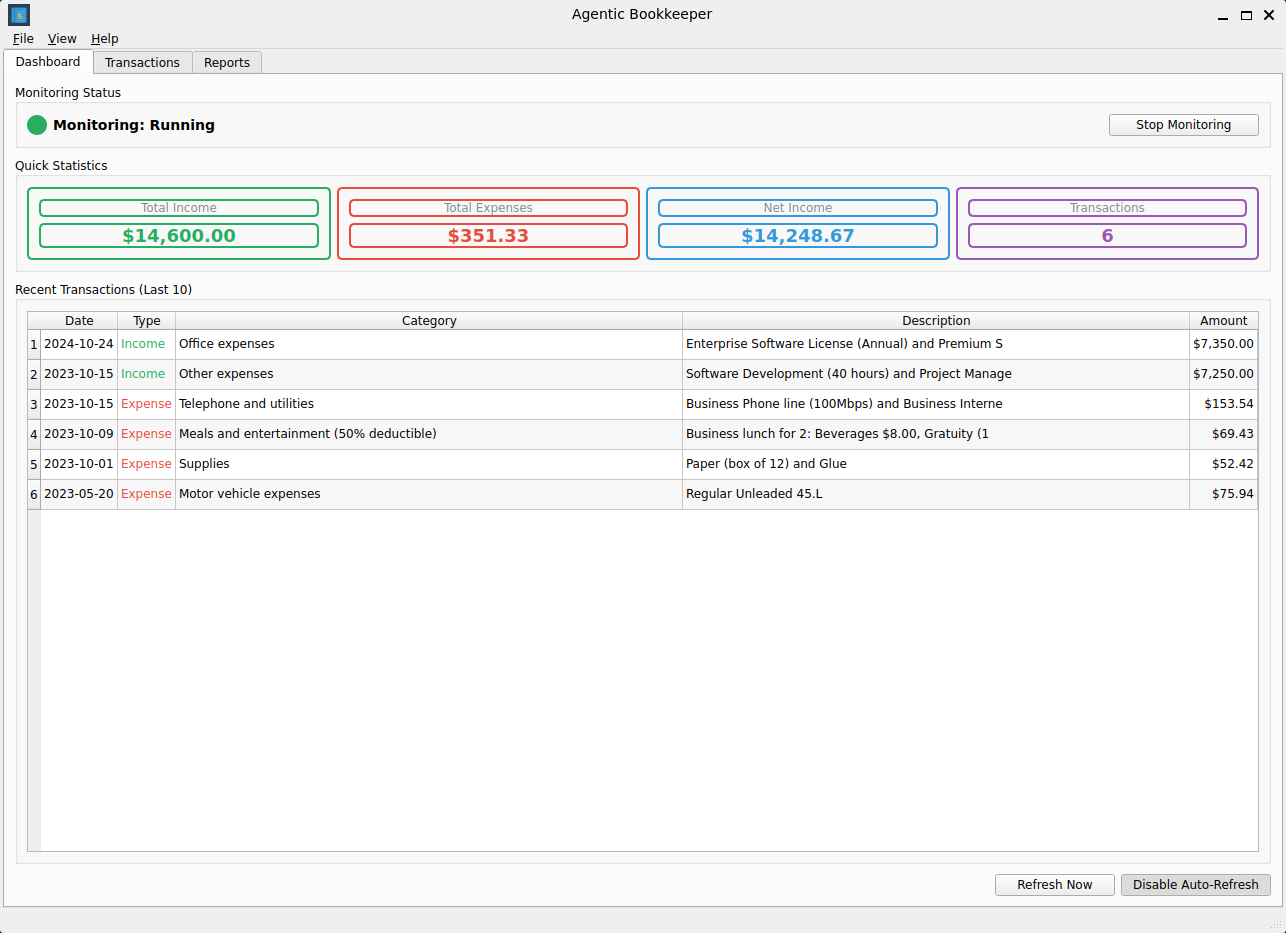 Agentic Bookkeeper
File View Help
Dashboard Transactions Reports
Monitoring Status
Monitoring: Running Stop Monitoring
Quick Statistics
Total Income Total Expenses Net Income Transactions
$14,600.00 $351.33 $14,248.67 6
Recent Transactions (Last 10)
Date Type Category Description Amount
1 2024-10-24 Income Office expenses Enterprise Software License (Annual) and Premium S $7,350.00
2 2023-10-15 Income Other expenses Software Development (40 hours) and Project Manage $7,250.00
3 2023-10-15 Expense Telephone and utilities Business Phone line (100Mbps) and Business Interne $153.54
4 2023-10-09 Expense Meals and entertainment (50% deductible) Business lunch for 2: Beverages $8.00, Gratuity (1 $69.43
5 2023-10-01 Expense Supplies Paper (box of 12) and Glue $52.42
6 2023-05-20 Expense Motor vehicle expenses Regular Unleaded 45.L $75.94
Refresh Now Disable Auto-Refresh